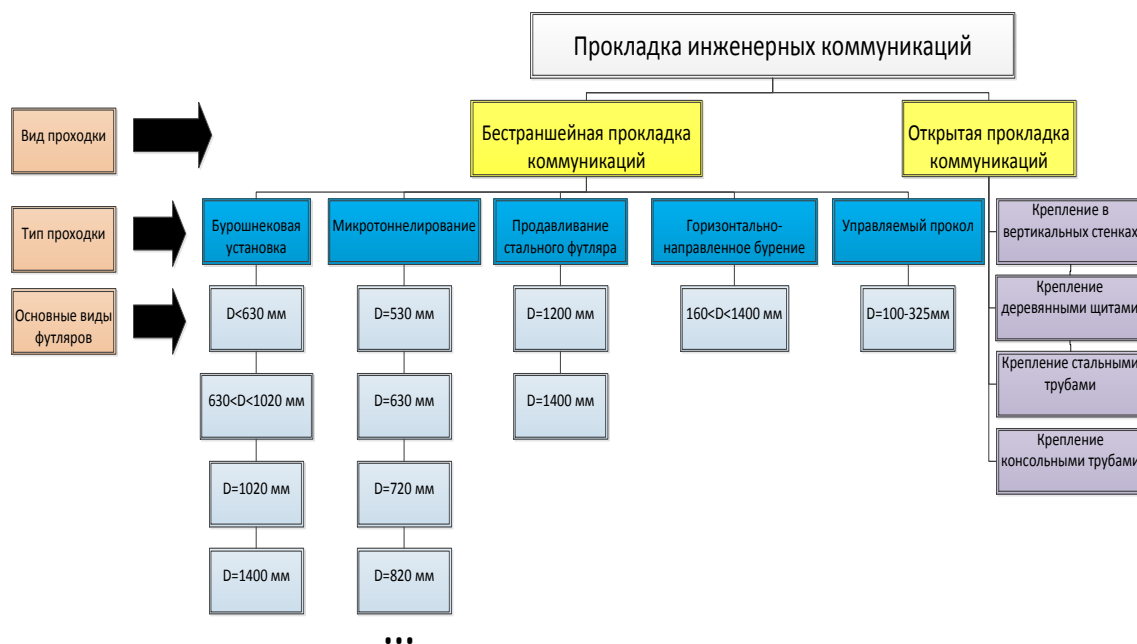 Прокладка инженерных коммуникаций
Вид проходки
Бестраншейная прокладка
коммуникаций
Открытая прокладка
коммуникаций
Тип проходки
Бурошнековая
установка
Микротоннелирование
Продавливание
стального футляра
Горизонтально-
направленное бурение
Управляемый прокол
Крепление в
вертикальных стенках
Основные виды
футляров
D<630 мм
D=530 мм
D=1200 мм
160<D<1400 мм
D=100-325мм
Крепление
деревянными щитами
630<D<1020 мм
D=630 мм
D=1400 мм
Крепление стальными
трубами
D=1020 мм
D=720 мм
Крепление
консольными трубами
D=1400 мм
D=820 мм
...